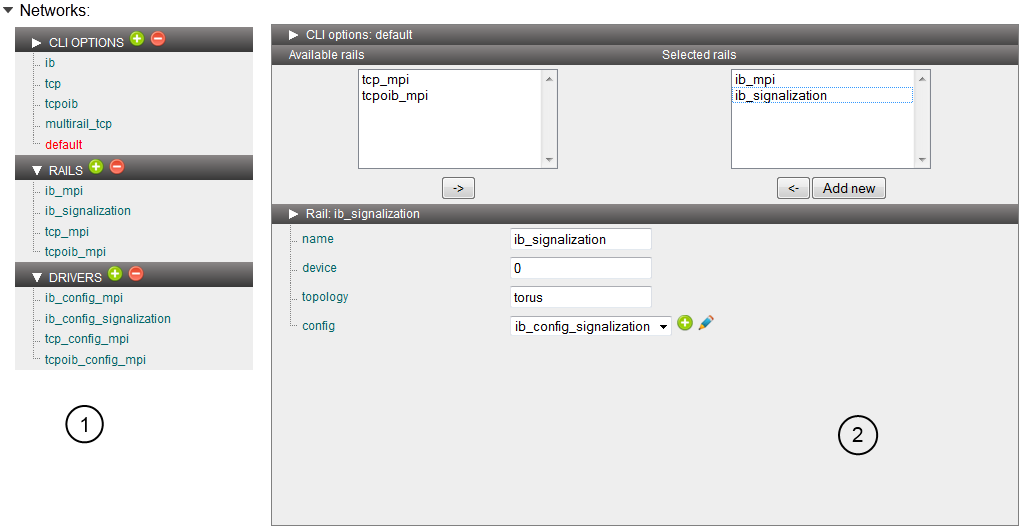 Networks:
CLI OPTIONS
ib
tcp
tcpoib
multirail_tcp
default
RAILS
ib_mpi
ib_signalization
tcp_mpi
tcpoib_mpi
DRIVERS
ib_config_mpi
ib_config_signalization
tcp_config_mpi
tcpoib_config_mpi
1
CLI options: default
Available rails Selected rails
tcp_mpi
tcpoib_mpi
ib_mpi
ib_signalization
-> <- Add new
Rail: ib_signalization
name ib_signalization
device 0
topology torus
config ib_config_signalization
2